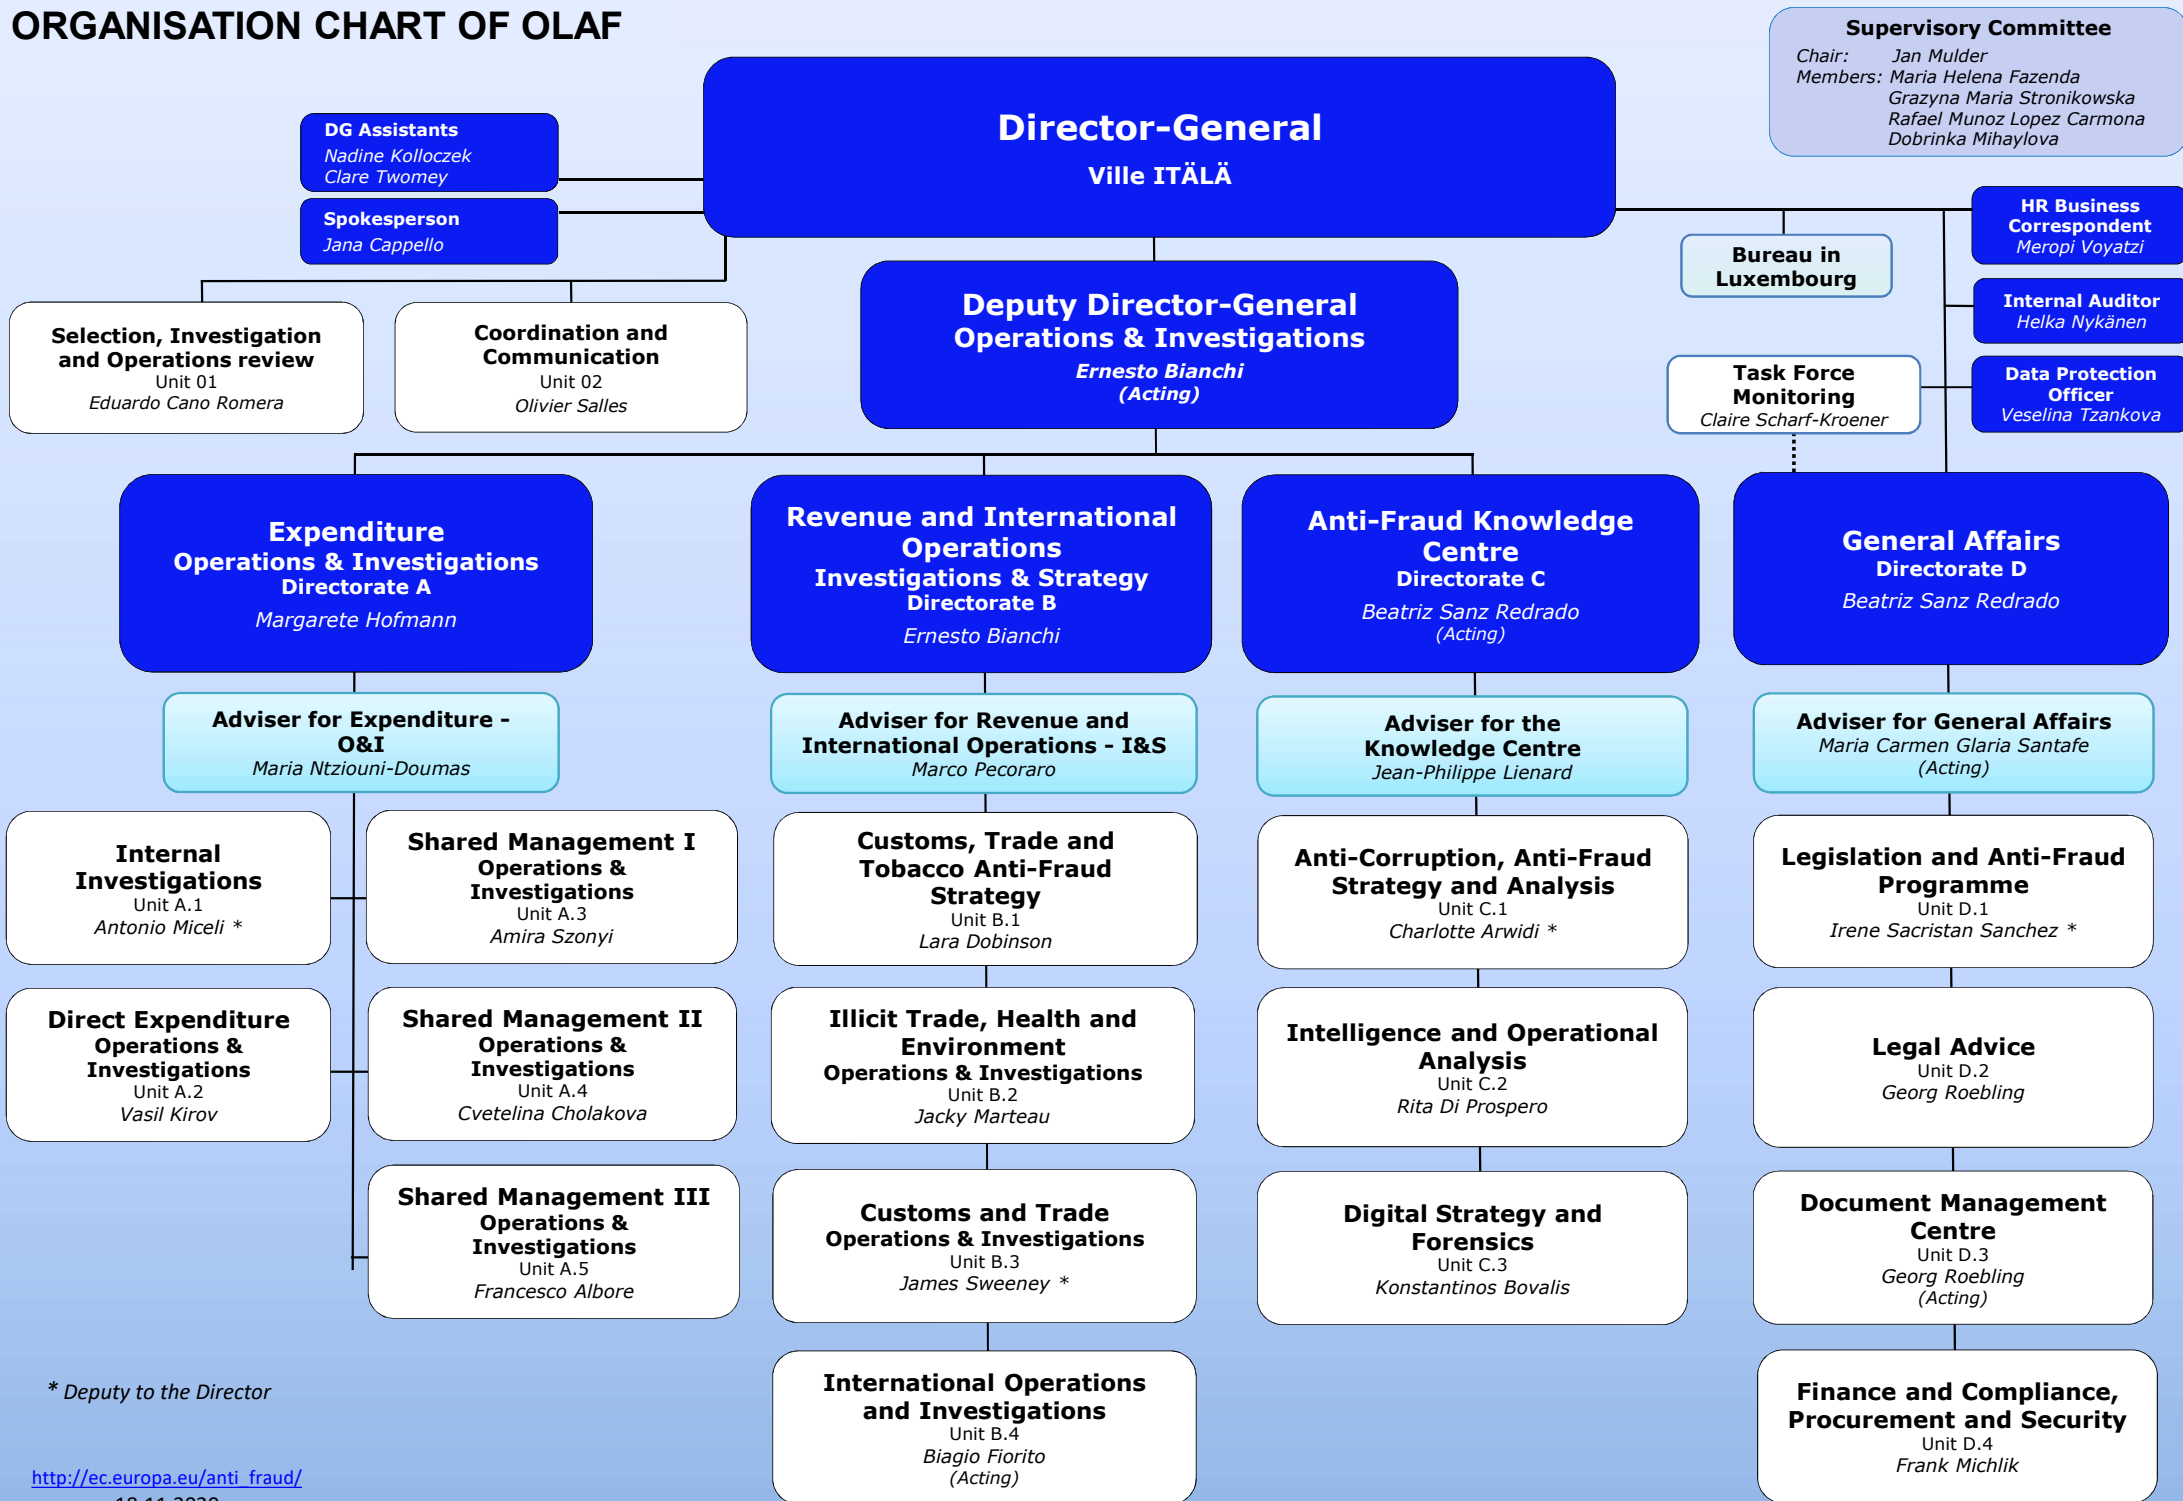 ORGANISATION CHART OF OLAF
Supervisory Committee
Chair: Jan Mulder
Members: Maria Helena Fazenda
Grazyna Maria Stronikowska
Rafael Munoz Lopez Carmona
Dobrinka Mihaylova
Director-General
Ville ITÄLÄ
DG Assistants
Nadine Kolloczek
Clare Twomey
Spokesperson
Jana Cappello
HR Business
Correspondent
Meropi Voyatzi
Bureau in
Luxembourg
Internal Auditor
Helka Nykänen
Task Force
Monitoring
Claire Scharf-Kroener
Data Protection
Officer
Veselina Tzankova
Selection, Investigation
and Operations review
Unit 01
Eduardo Cano Romera
Coordination and
Communication
Unit 02
Olivier Salles
Deputy Director-General
Operations & Investigations
Ernesto Bianchi
(Acting)
Expenditure
Operations & Investigations
Directorate A
Margarete Hofmann
Revenue and International
Operations
Investigations & Strategy
Directorate B
Ernesto Bianchi
Anti-Fraud Knowledge
Centre
Directorate C
Beatriz Sanz Redrado
(Acting)
General Affairs
Directorate D
Beatriz Sanz Redrado
Adviser for Expenditure -
O&I
Maria Ntziouni-Doumas
Adviser for Revenue and
International Operations - I&S
Marco Pecoraro
Adviser for the
Knowledge Centre
Jean-Philippe Lienard
Adviser for General Affairs
Maria Carmen Glaria Santafe
(Acting)
Internal
Investigations
Unit A.1
Antonio Miceli *
Shared Management I
Operations &
Investigations
Unit A.3
Amira Szonyi
Customs, Trade and
Tobacco Anti-Fraud
Strategy
Unit B.1
Lara Dobinson
Anti-Corruption, Anti-Fraud
Strategy and Analysis
Unit C.1
Charlotte Arwidi *
Legislation and Anti-Fraud
Programme
Unit D.1
Irene Sacristan Sanchez *
Direct Expenditure
Operations &
Investigations
Unit A.2
Vasil Kirov
Shared Management II
Operations &
Investigations
Unit A.4
Cvetelina Cholakova
Illicit Trade, Health and
Environment
Operations & Investigations
Unit B.2
Jacky Marteau
Intelligence and Operational
Analysis
Unit C.2
Rita Di Prospero
Legal Advice
Unit D.2
Georg Roebling
Shared Management III
Operations &
Investigations
Unit A.5
Francesco Albore
Customs and Trade
Operations & Investigations
Unit B.3
James Sweeney *
Digital Strategy and
Forensics
Unit C.3
Konstantinos Bovalis
Document Management
Centre
Unit D.3
Georg Roebling
(Acting)
International Operations
and Investigations
Unit B.4
Biagio Fiorito
(Acting)
Finance and Compliance,
Procurement and Security
Unit D.4
Frank Michlik
* Deputy to the Director
http://ec.europa.eu/anti_fraud/